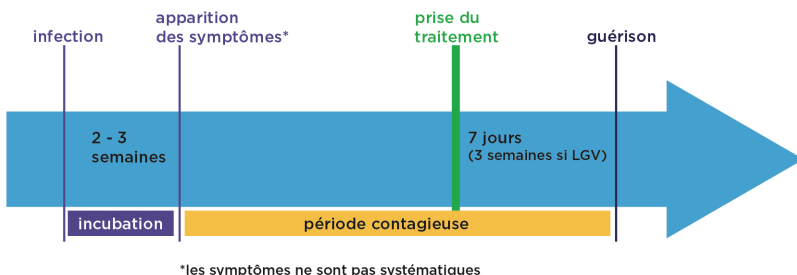 infection
apparition
des symptômes*
prise du
traitement
guérison
2 - 3
semaines
7 jours
(3 semaines si LGV)
incubation
période contagieuse
*les symptômes ne sont pas systématiques